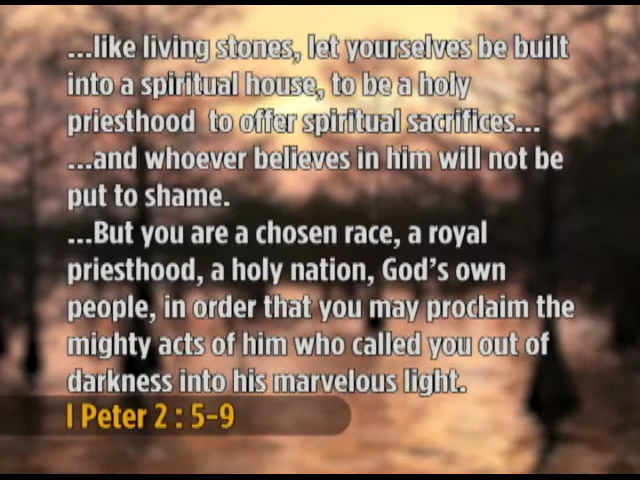 ...like living stones, let yourselves be built
into a spiritual house, to be a holy
priesthood to offer spiritual sacrifices...
...and whoever believes in him will not be
put to shame.
...But you are a chosen race, a royal
priesthood, a holy nation, God's own
people, in order that you may proclaim the
mighty acts of him who called you out of
darkness into his marvelous light.
I Peter 2 : 5-9